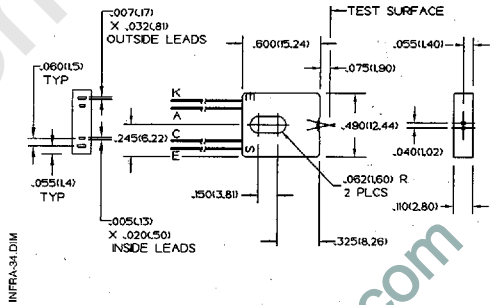 .007(.17)
X .032(.81)
OUTSIDE LEADS
TEST SURFACE
.600(15.24)
.055(1.40)
.060(1.5)
TYP
.075(1.90)
K
A
C
E
E
S
.245(6.22)
.490(12.44)
.040(1.02)
.055(1.4)
TYP
.150(3.81)
.062(1.60) R
2 PLCS
.110(2.80)
.005(.13)
X .020(.50)
INSIDE LEADS
.325(8.26)
INFRA-34.DIM
com